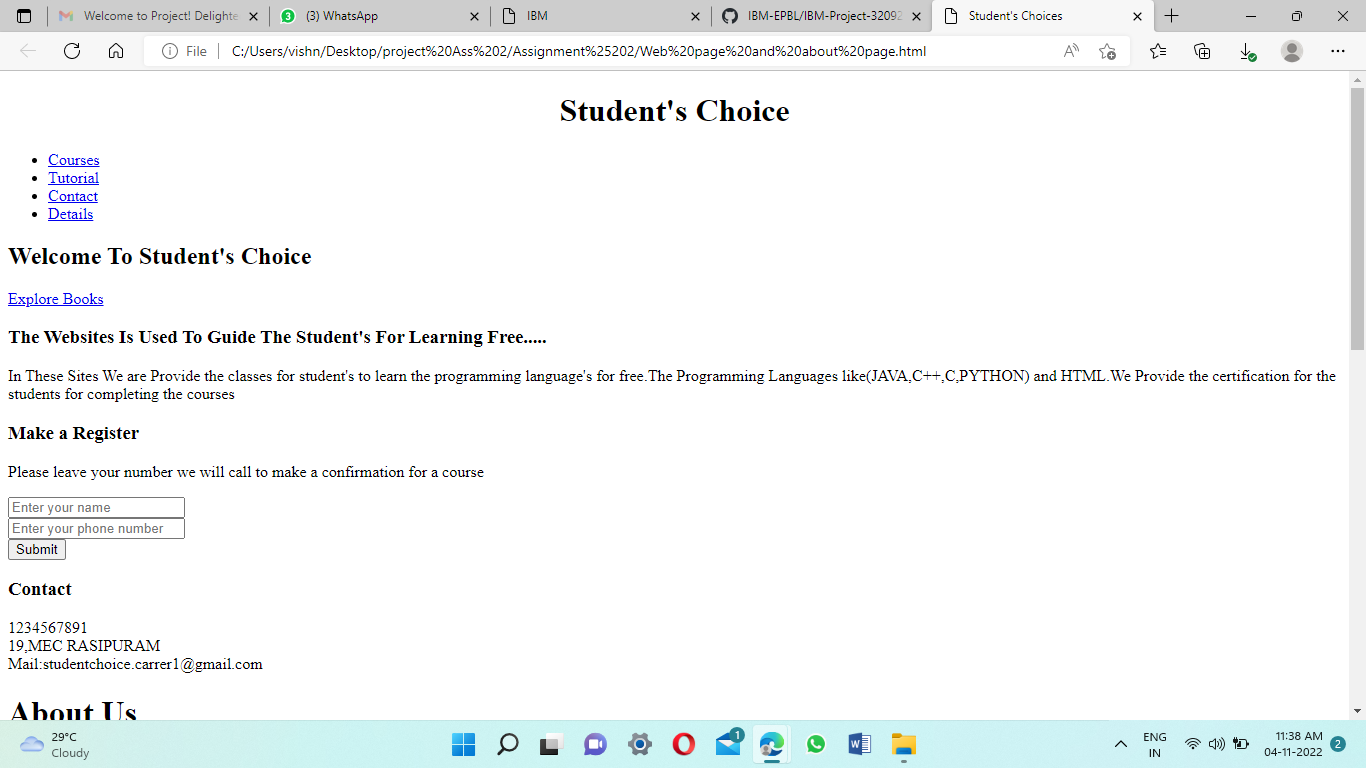 Welcome to Project! Delighte
(3) WhatsApp
IBM
IBM-EPBL/IBM-Project-32092
Student's Choices
File
C:/Users/vishn/Desktop/project%20Ass%202/Assignment%25202/Web%20page%20and%20about%20page.html
Student's Choice
Courses
Tutorial
Contact
Details
Welcome To Student's Choice
Explore Books
The Websites Is Used To Guide The Student's For Learning Free.....
In These Sites We are Provide the classes for student's to learn the programming language's for free.The Programming Languages like(JAVA,C++,C,PYTHON) and HTML.We Provide the certification for the
students for completing the courses
Make a Register
Please leave your number we will call to make a confirmation for a course
Enter your name
Enter your phone number
Submit
Contact
1234567891
19,MEC RASIPURAM
Mail:studentchoice.carrer1@gmail.com
About Us
29°C
Cloudy
1
ENG
IN
11:38 AM
04-11-2022
2